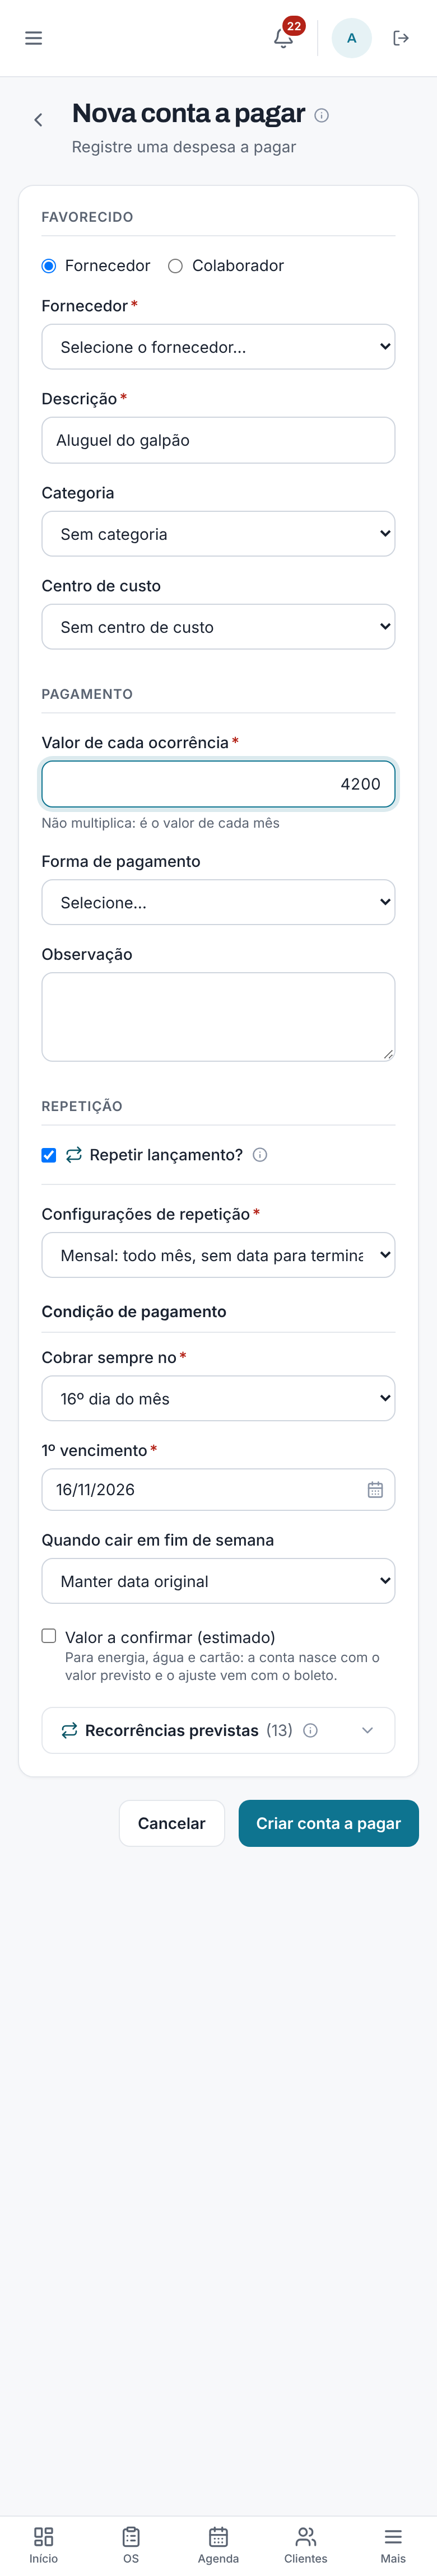 22
A
Nova conta a pagar
Registre uma despesa a pagar
FAVORECIDO
Fornecedor
Colaborador
Fornecedor*
Selecione o fornecedor...
Descrição*
Aluguel do galpão
Categoria
Sem categoria
Centro de custo
Sem centro de custo
PAGAMENTO
Valor de cada ocorrência*
4200
Não multiplica: é o valor de cada mês
Forma de pagamento
Selecione...
Observação
REPETIÇÃO
Repetir lançamento?
Configurações de repetição*
Mensal: todo mês, sem data para termina
Condição de pagamento
Cobrar sempre no*
16º dia do mês
1º vencimento*
16/11/2026
Quando cair em fim de semana
Manter data original
Valor a confirmar (estimado)
Para energia, água e cartão: a conta nasce com o
valor previsto e o ajuste vem com o boleto.
Recorrências previstas (13)
Cancelar
Criar conta a pagar
Início
OS
Agenda
Clientes
Mais